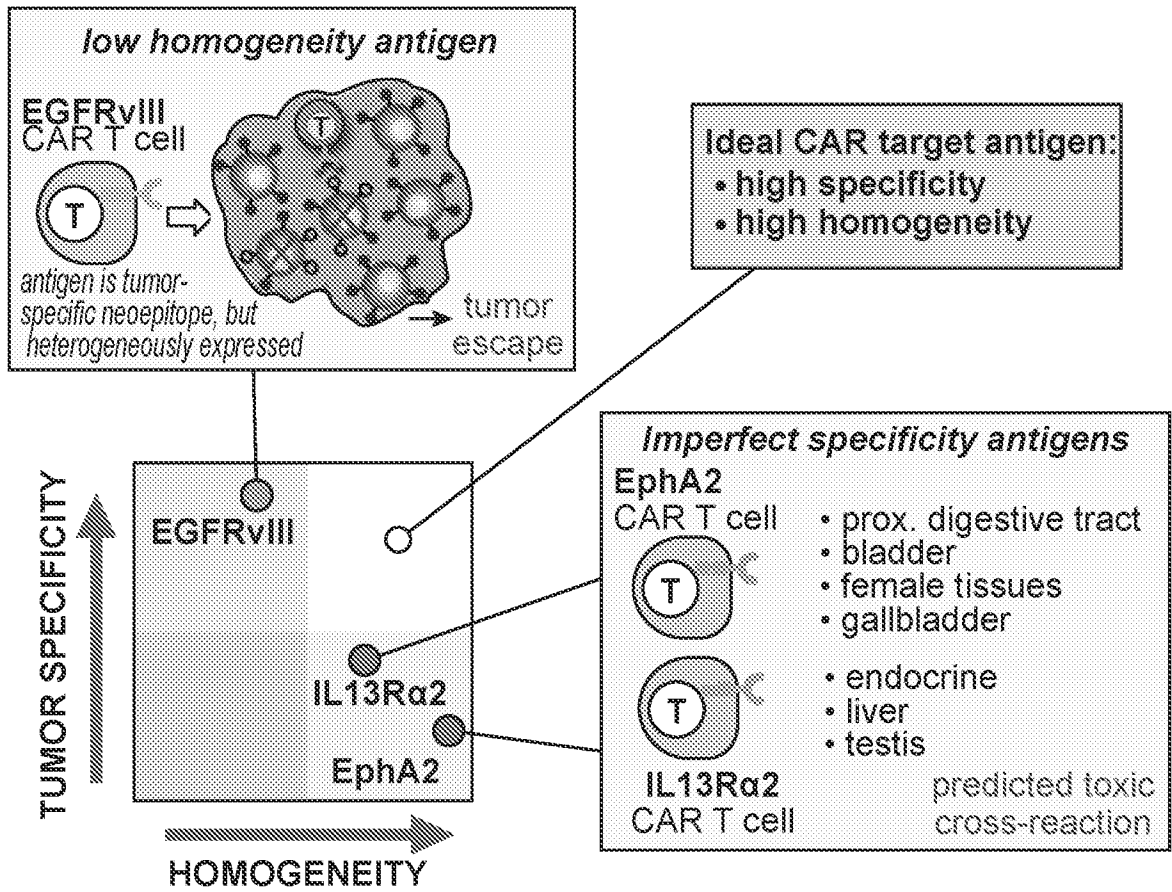 low homogeneity antigen
EGFRvIII
CAR T cell
T
T
antigen is tumor-
specific neoepitope, but
heterogeneously expressed
tumor
escape
Ideal CAR target antigen:
• high specificity
• high homogeneity
TUMOR SPECIFICITY
EGFRvIII
IL13Rα2
EphA2
HOMOGENEITY
Imperfect specificity antigens
EphA2
CAR T cell
T
• prox. digestive tract
• bladder
• female tissues
• gallbladder
T
• endocrine
• liver
• testis
IL13Rα2
CAR T cell
predicted toxic
cross-reaction